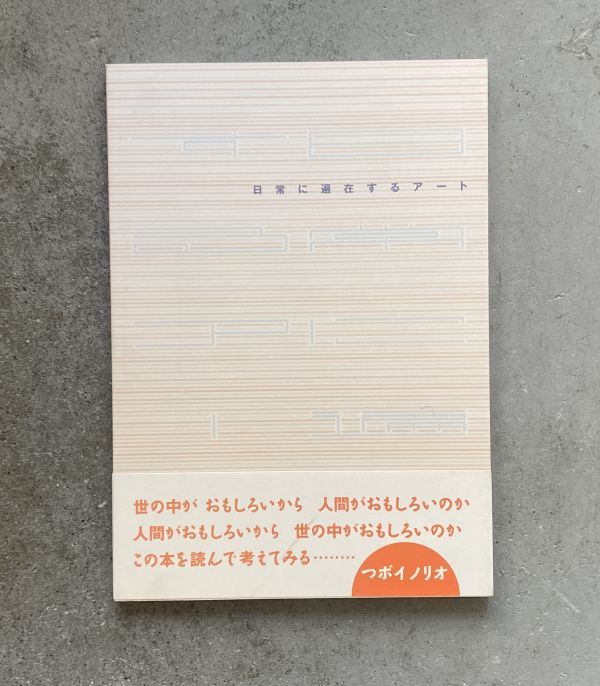 日常に遍在するアート
世の中が おもしろいから 人間がおもしろいのか
人間がおもしろいから 世の中がおもしろいのか
この本を読んで考えてみる………
つボイノリオ